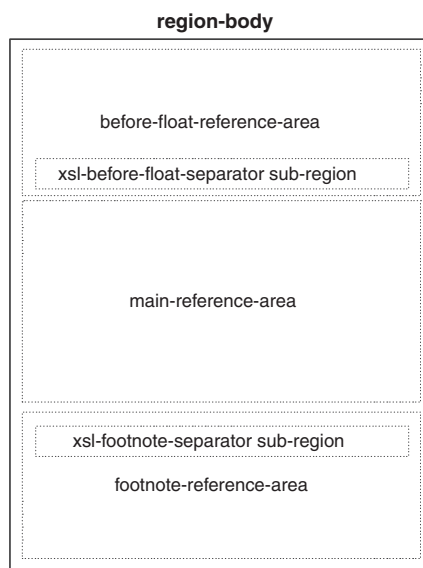 region-body
before-float-reference-area
xsl-before-float-separator sub-region
main-reference-area
xsl-footnote-separator sub-region
footnote-reference-area